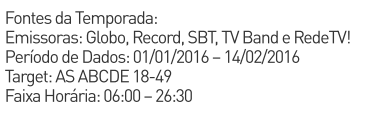 Fontes da Temporada:
Emissoras: Globo, Record, SBT, TV Band e RedeTV!
Período de Dados: 01/01/2016 – 14/02/2016
Target: AS ABCDE 18-49
Faixa Horária: 06:00 – 26:30